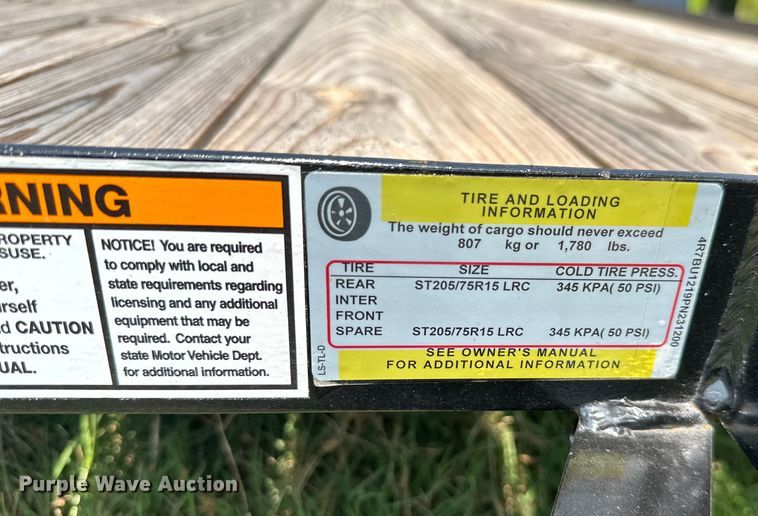 RNING
ROPERTY
SUSE.
er,
urself
d CAUTION
tructions
UAL.
NOTICE! You are required
to comply with local and
state requirements regarding
licensing and any additional
equipment that may be
required. Contact your
state Motor Vehicle Dept.
for additional information.
TIRE AND LOADING
INFORMATION
The weight of cargo should never exceed
807 kg or 1,780 lbs.
TIRE SIZE COLD TIRE PRESS.
REAR ST205/75R15 LRC 345 KPA( 50 PSI)
INTER
FRONT
SPARE ST205/75R15 LRC 345 KPA( 50 PSI)
SEE OWNER'S MANUAL
FOR ADDITIONAL INFORMATION
LS-TL-D
4R7BU1219PN231200
Purple Wave Auction